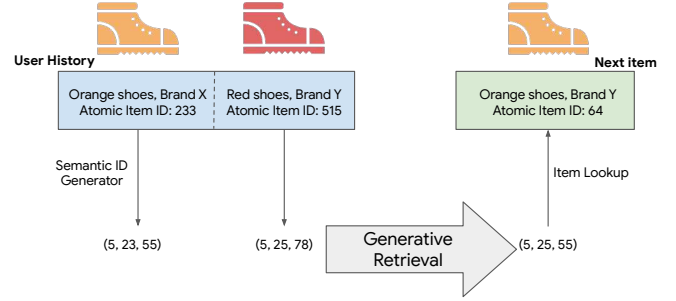 User History
Next item
Orange shoes, Brand X
Atomic Item ID: 233
Red shoes, Brand Y
Atomic Item ID: 515
Orange shoes, Brand Y
Atomic Item ID: 64
Semantic ID
Generator
Item Lookup
(5, 23, 55)
(5, 25, 78)
Generative
Retrieval
(5, 25, 55)